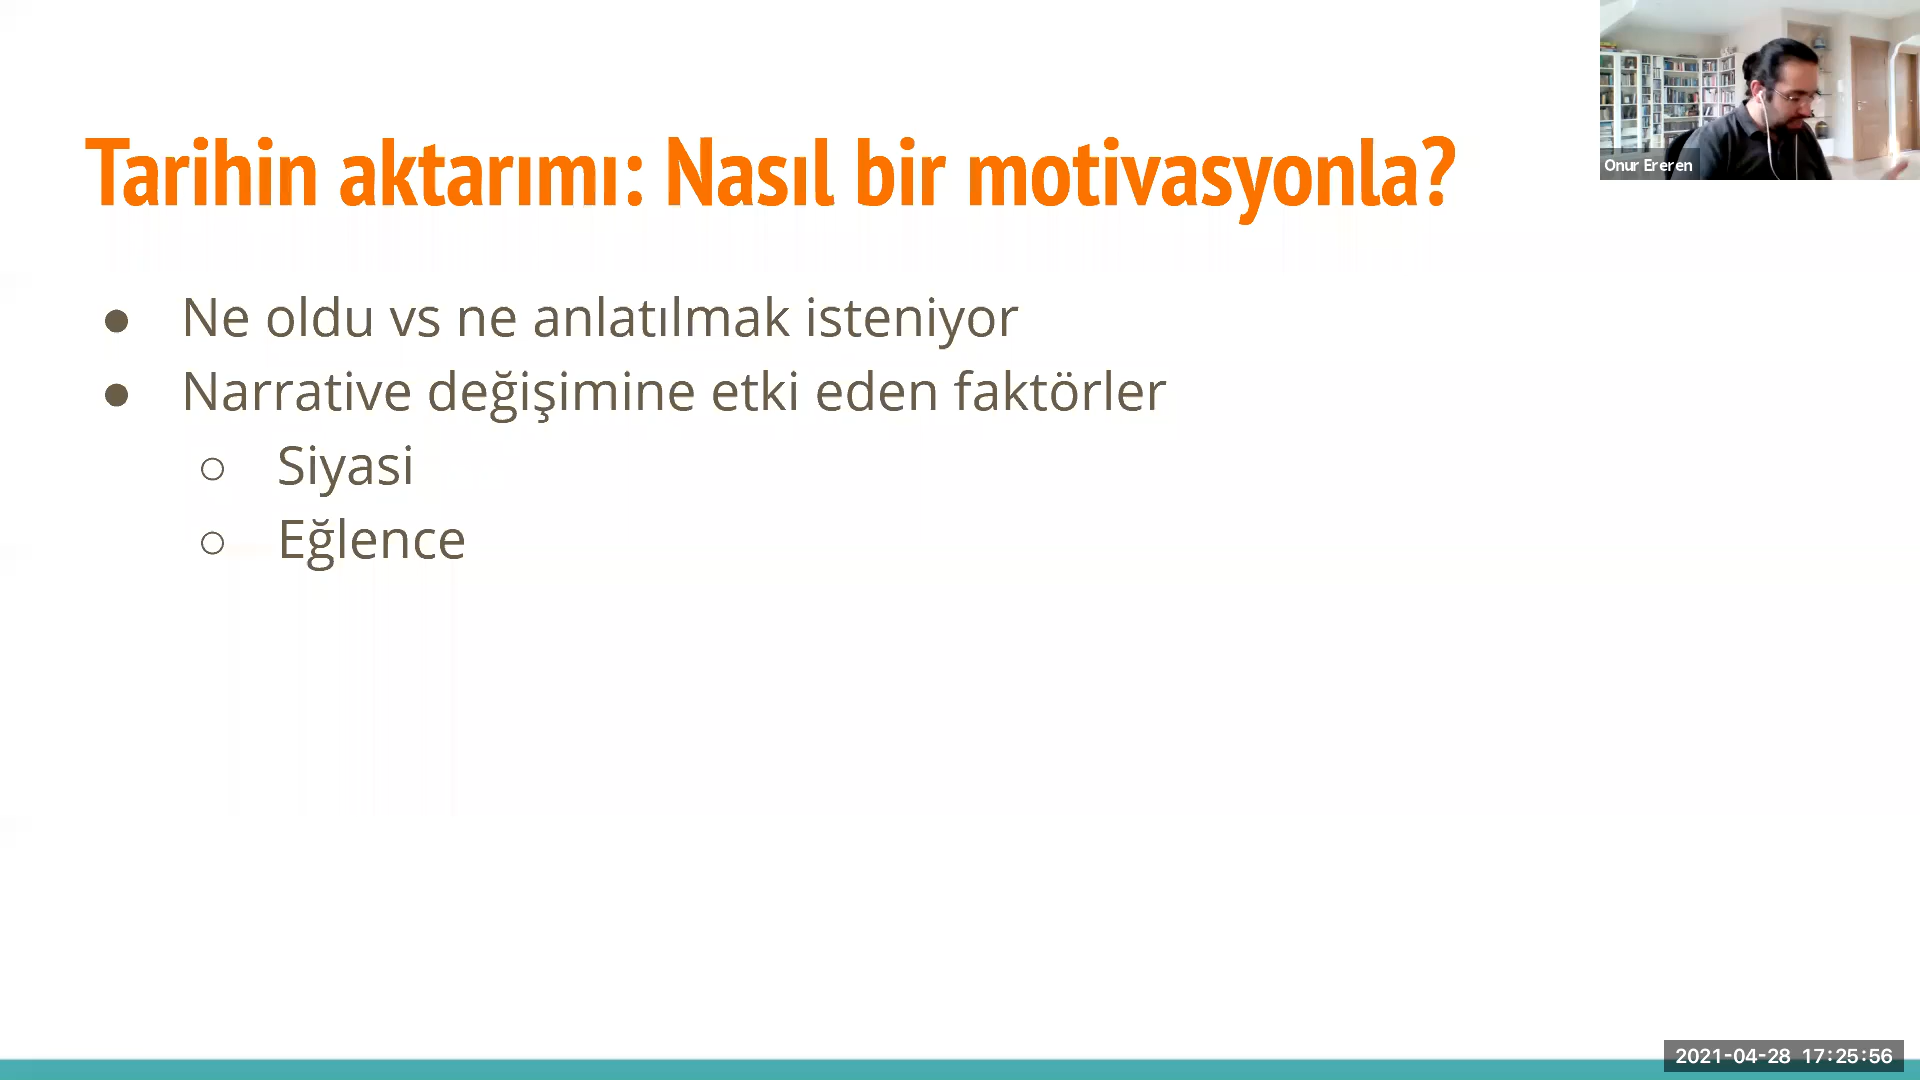 Tarihin aktarımı: Nasıl bir motivasyonla?
● Ne oldu vs ne anlatılmak isteniyor
● Narrative değişimine etki eden faktörler
○ Siyasi
○ Eğlence
Onur Ereren
2021-04-28 17:25:56